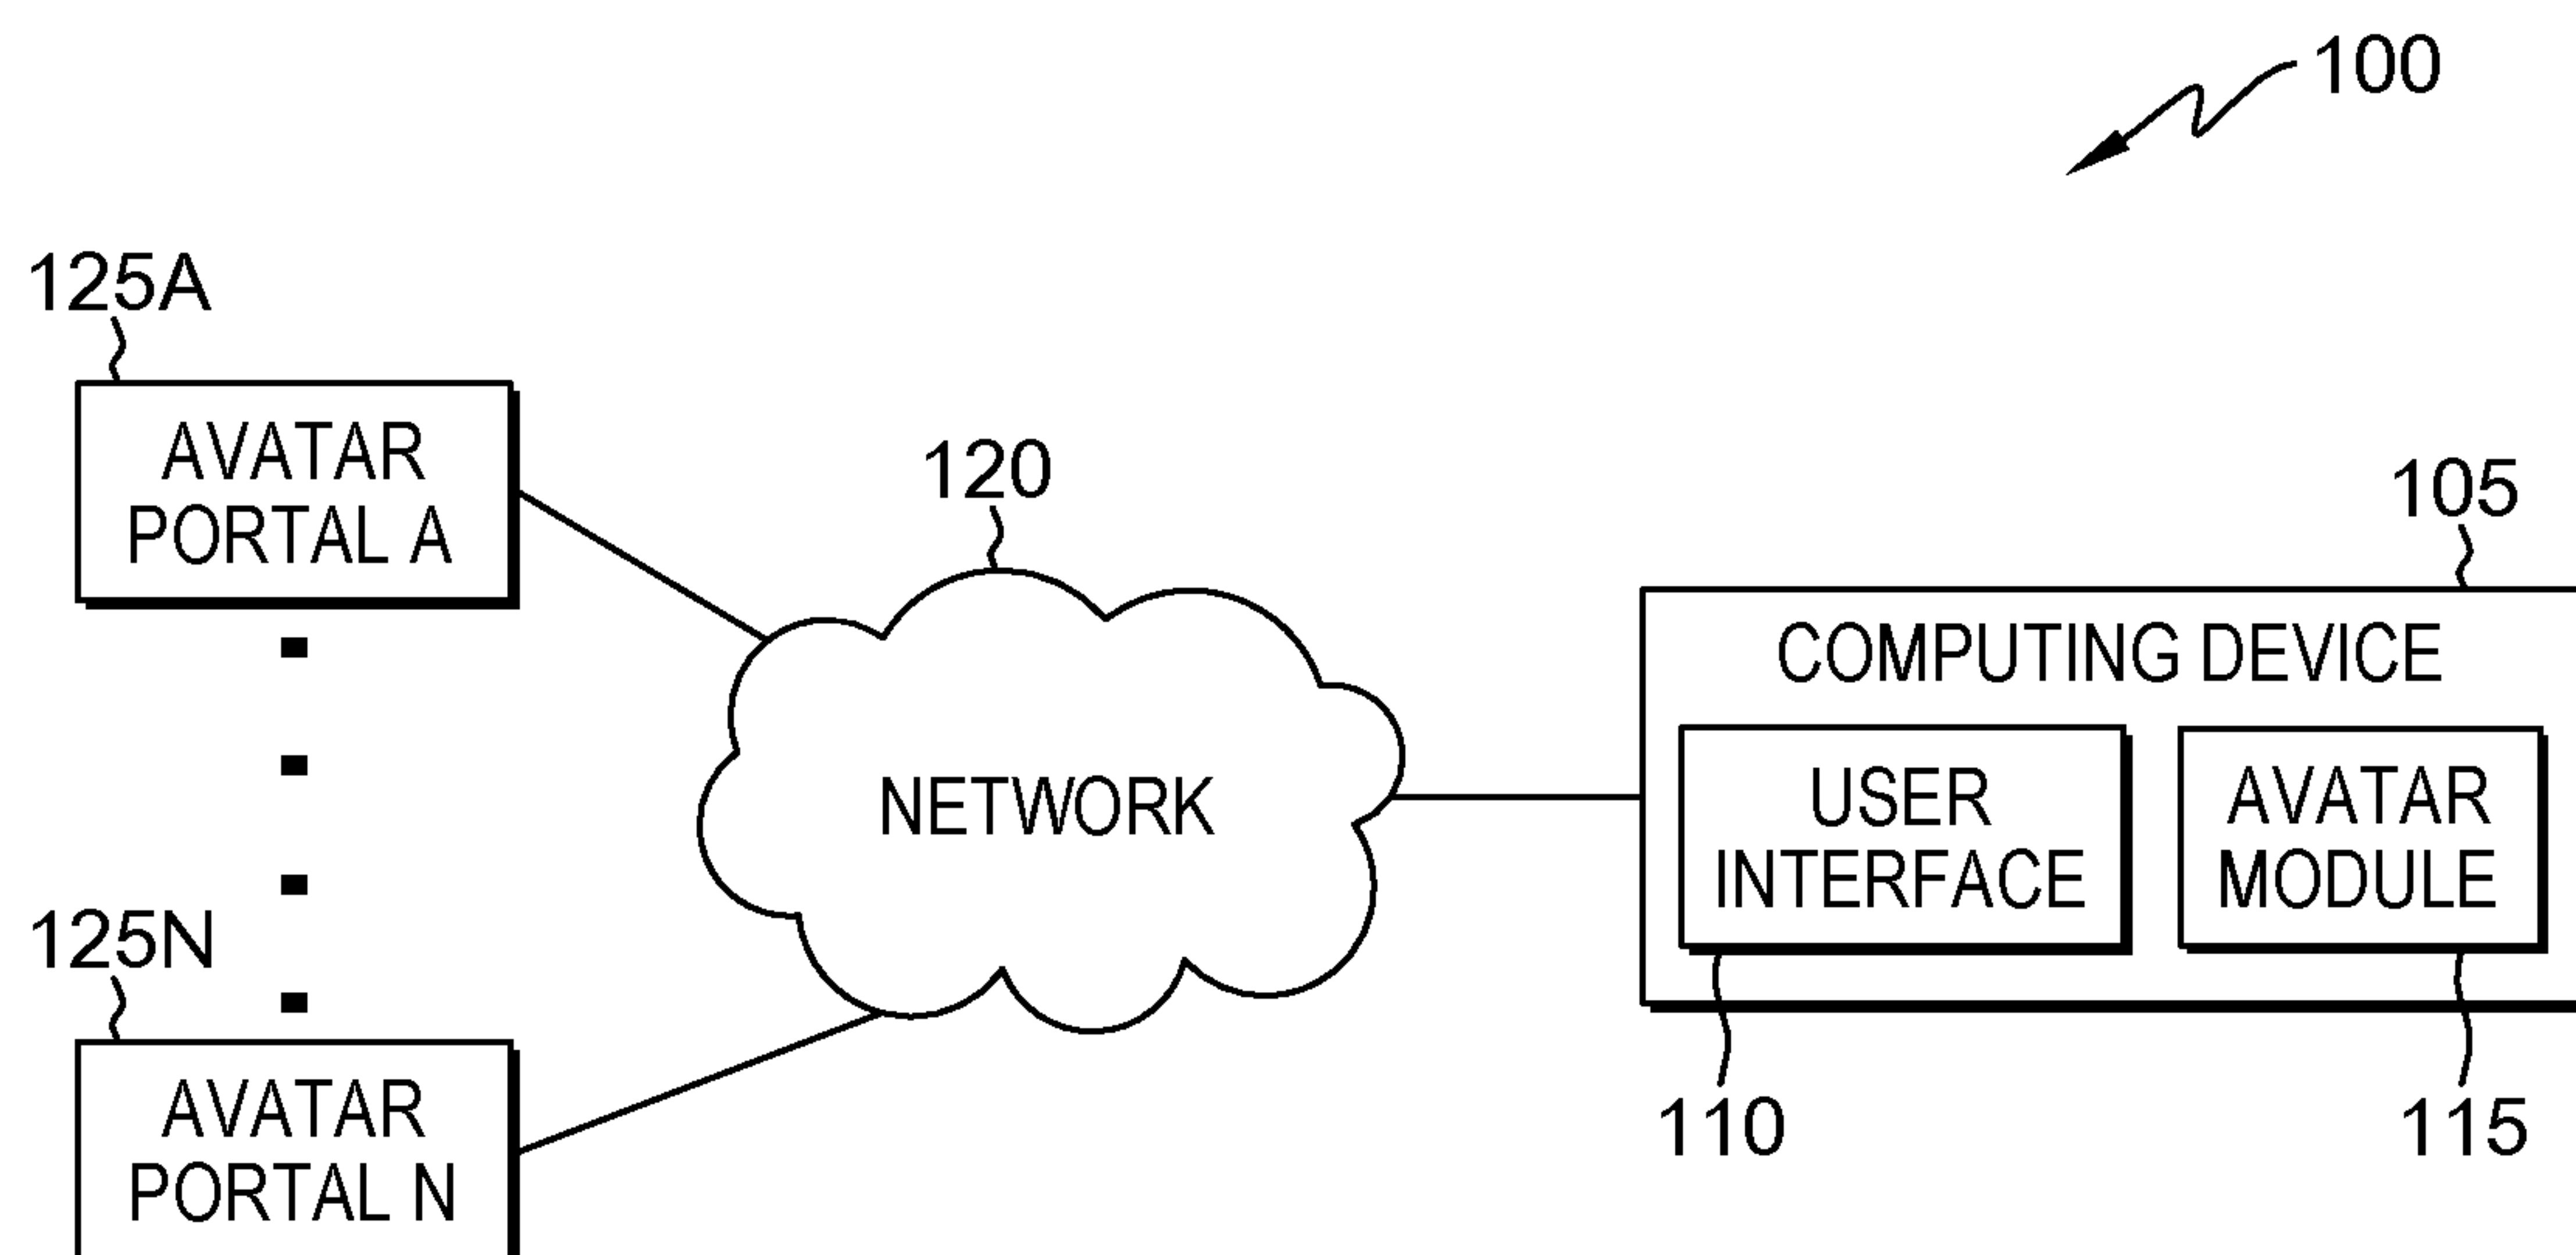 100
125A
AVATAR
PORTAL A
120
NETWORK
105
COMPUTING DEVICE
USER
INTERFACE
AVATAR
MODULE
110
115
125N
AVATAR
PORTAL N